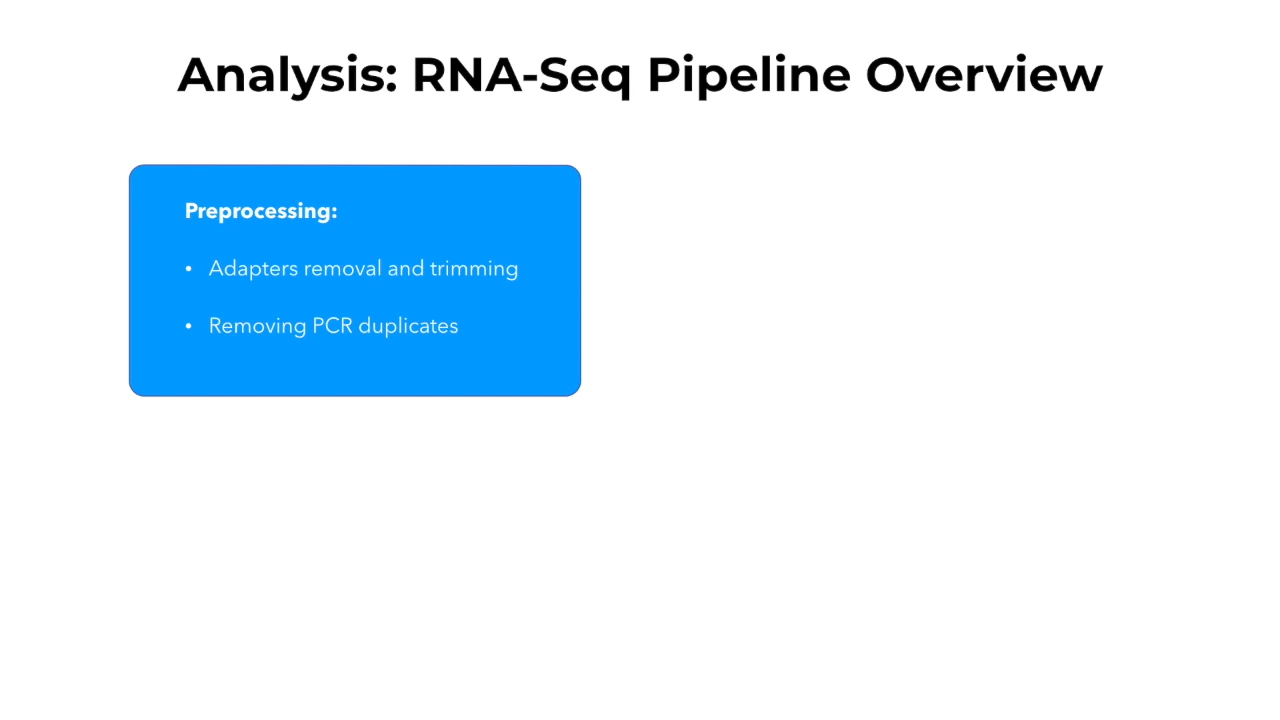 Analysis: RNA-Seq Pipeline Overview
Preprocessing:
• Adapters removal and trimming
• Removing PCR duplicates